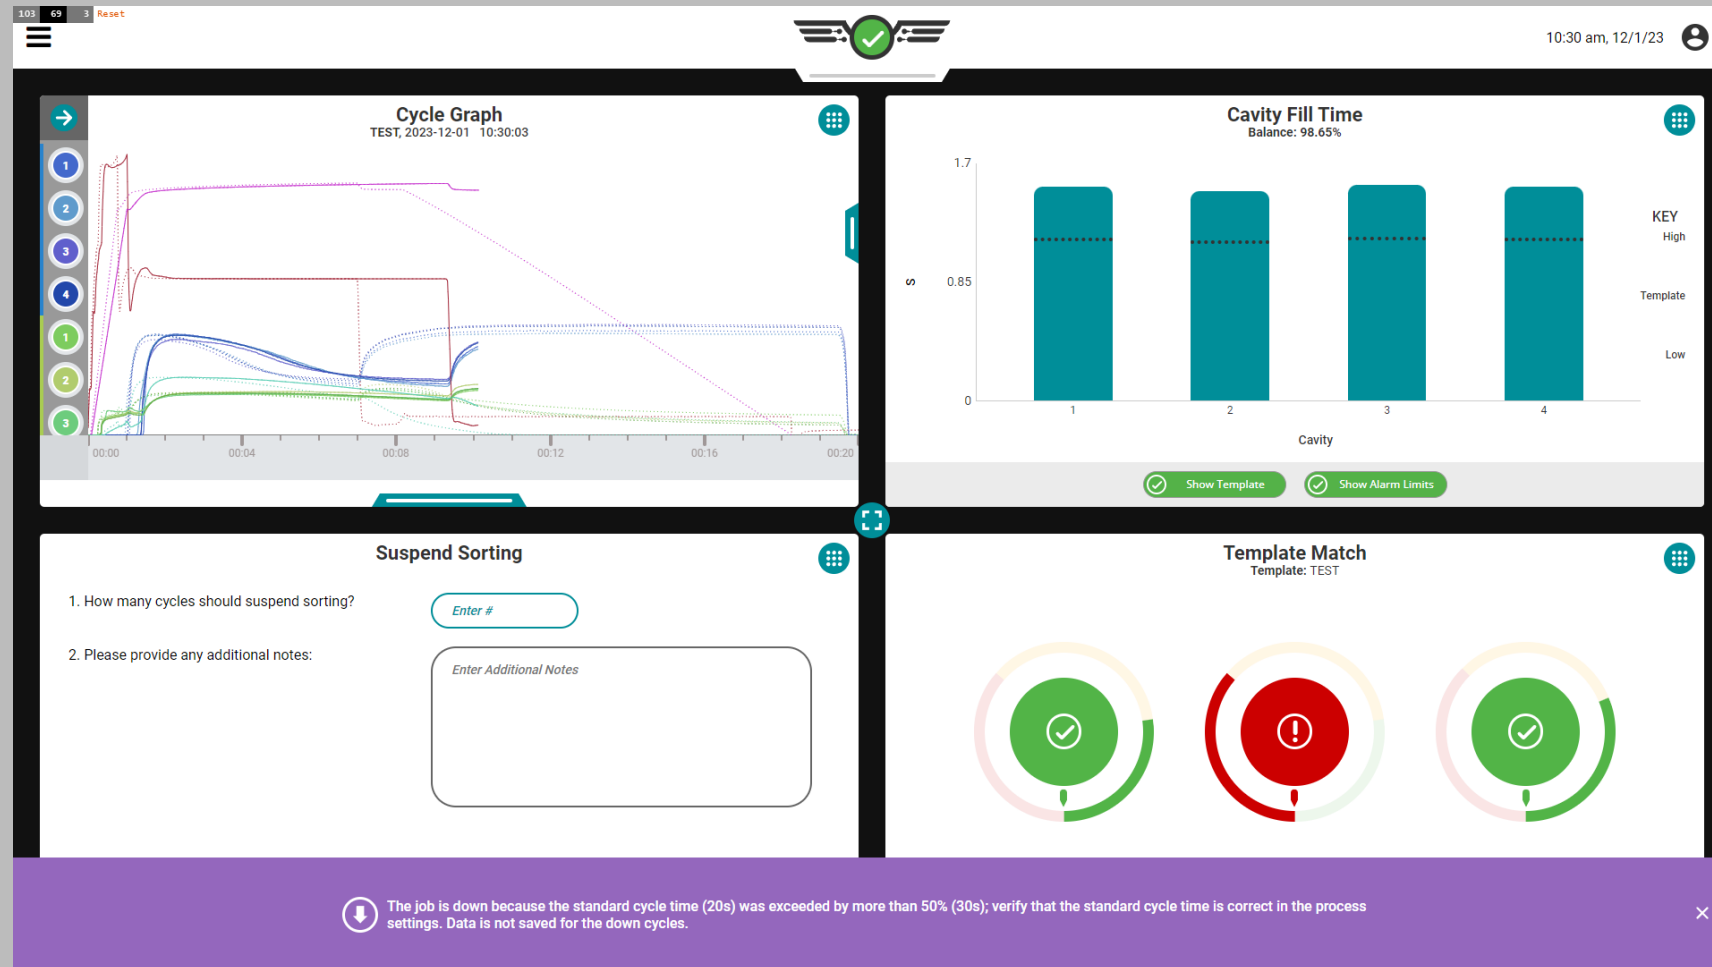 103 69 3 Reset
10:30 am, 12/1/23
Cycle Graph
TEST, 2023-12-01 10:30:03
1
2
3
4
1
2
3
00:00 00:04 00:08 00:12 00:16 00:20
Cavity Fill Time
Balance: 98.65%
1.7
0.85
0
S
1 2 3 4
Cavity
KEY
High
Template
Low
Show Template
Show Alarm Limits
Suspend Sorting
1. How many cycles should suspend sorting?
Enter #
2. Please provide any additional notes:
Enter Additional Notes
Template Match
Template: TEST
The job is down because the standard cycle time (20s) was exceeded by more than 50% (30s); verify that the standard cycle time is correct in the process
settings. Data is not saved for the down cycles.